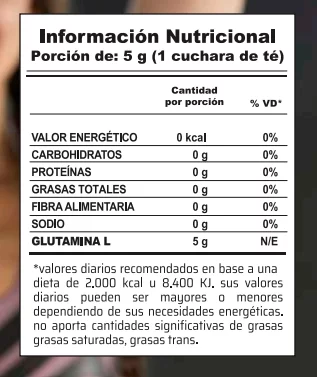 Información Nutricional
Porción de: 5 g (1 cuchara de té)
Cantidad por porción % VD*
VALOR ENERGÉTICO 0 kcal 0%
CARBOHIDRATOS 0 g 0%
PROTEÍNAS 0 g 0%
GRASAS TOTALES 0 g 0%
FIBRA ALIMENTARIA 0 g 0%
SODIO 0 g 0%
GLUTAMINA L 5 g N/E
*valores diarios recomendados en base a una
dieta de 2.000 kcal u 8.400 KJ. sus valores
diarios pueden ser mayores o menores
dependiendo de sus necesidades energéticas.
no aporta cantidades significativas de grasas
grasas saturadas, grasas trans.